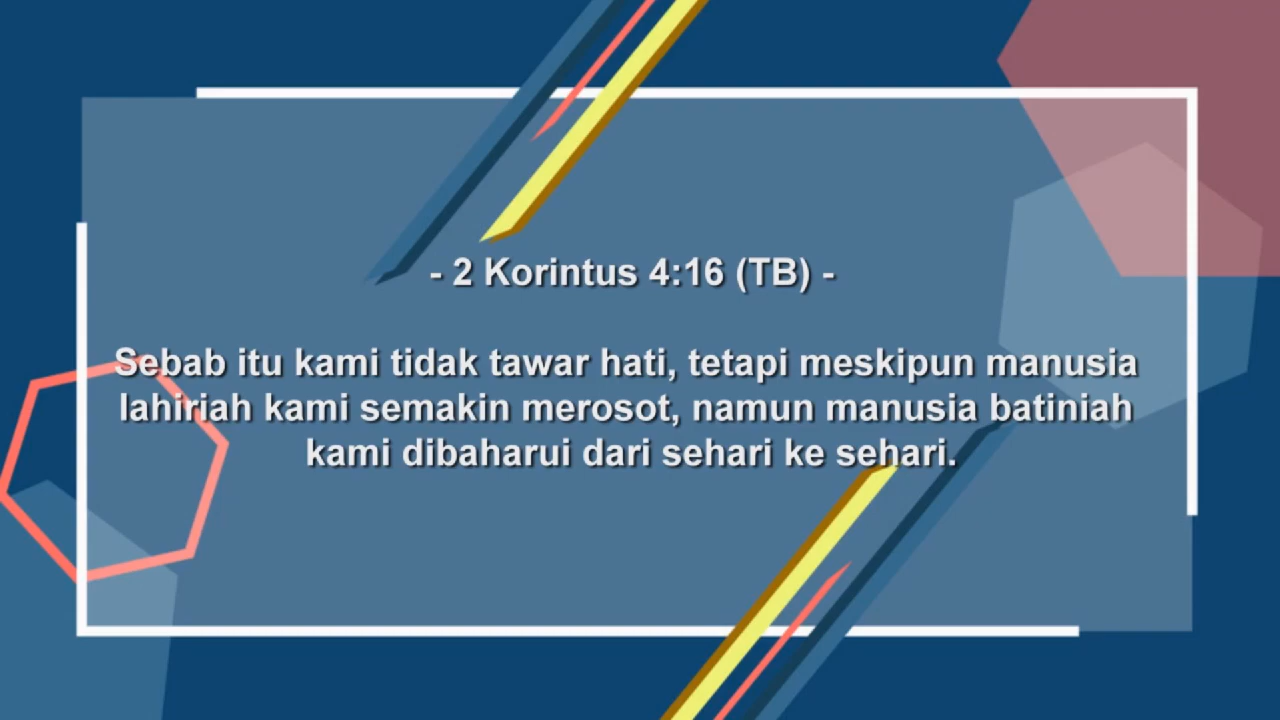 - 2 Korintus 4:16 (TB) -
Sebab itu kami tidak tawar hati, tetapi meskipun manusia
lahiriah kami semakin merosot, namun manusia batiniah
kami dibaharui dari sehari ke sehari.